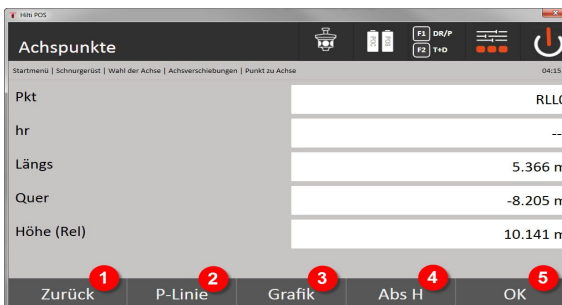 Hilti POS
Achspunkte
POC
POS
F1 DR/P
F2 T+D
Startmenü | Schnurgerüst | Wahl der Achse | Achsverschiebungen | Punkt zu Achse
04:15
Pkt
hr
--
Längs
5.366
Quer
-8.205
Höhe (Rel)
10.141
1
2
3
4
5
Zurück
P-Linie
Grafik
Abs H
OK